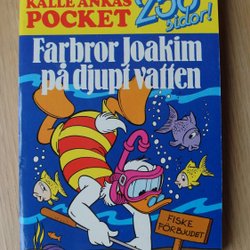 KALLE ANKAS
POCKET
250
sidor!
Farbror Joakim
på djupt vatten
FISKE
FÖRBJUDET